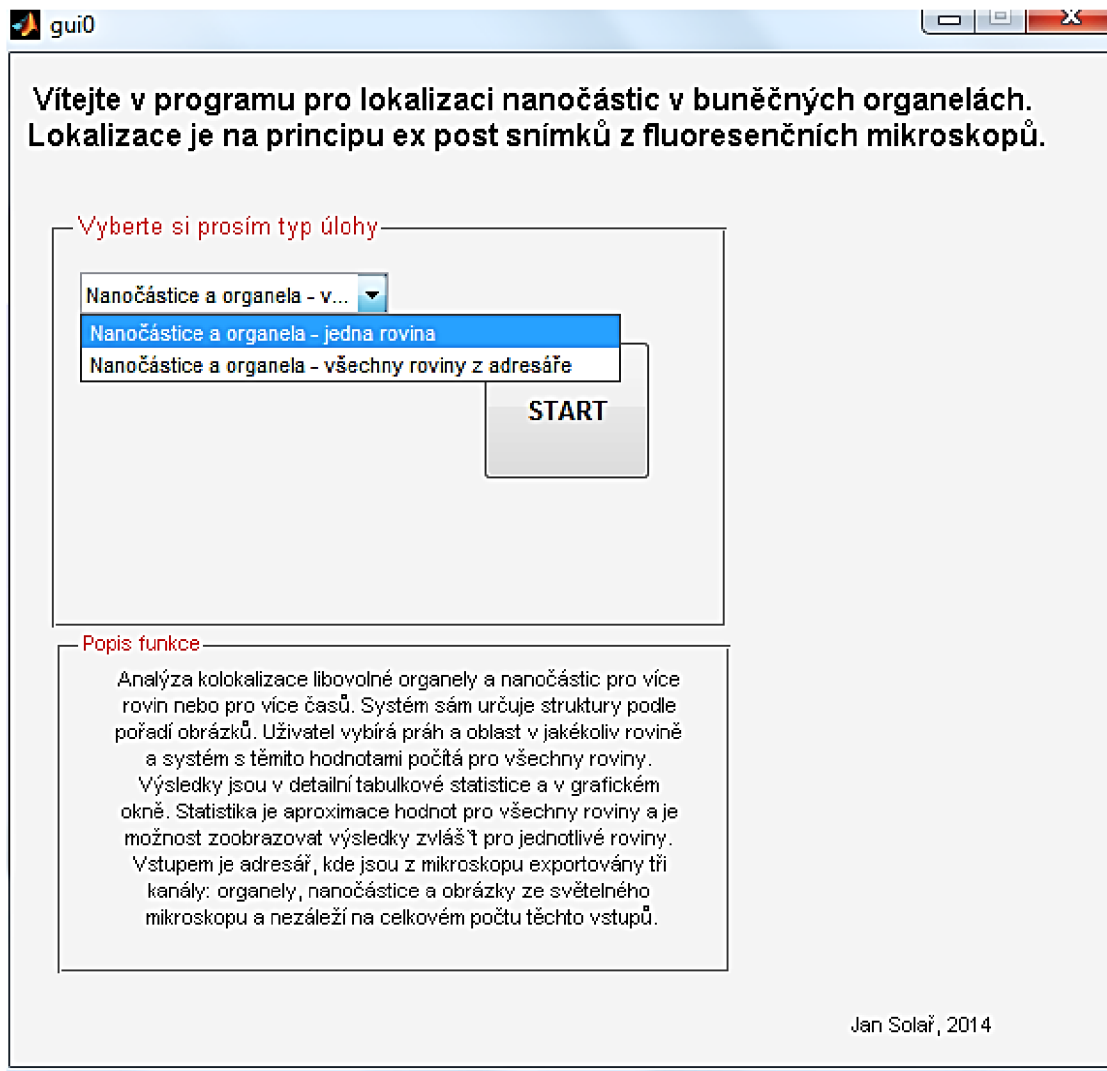 gui0
Vítejte v programu pro lokalizaci nanočástic v buněčných organelách.
Lokalizace je na principu ex post snímků z fluoresenčních mikroskopů.
Vyberte si prosím typ úlohy
Nanočástice a organela - v...
Nanočástice a organela - jedna rovina
Nanočástice a organela - všechny roviny z adresáře
START
Popis funkce
Analýza kolokalizace libovolné organely a nanočástic pro více
rovin nebo pro více časů. Systém sám určuje struktury podle
pořadí obrázků. Uživatel vybírá práh a oblast v jakékoliv rovině
a systém s těmito hodnotami počítá pro všechny roviny.
Výsledky jsou v detailní tabulkové statistice a v grafickém
okně. Statistika je aproximace hodnot pro všechny roviny a je
možnost zoobrazovat výsledky zvlášˇt pro jednotlivé roviny.
Vstupem je adresář, kde jsou z mikroskopu exportovány tři
kanály: organely, nanočástice a obrázky ze světelného
mikroskopu a nezáleží na celkovém počtu těchto vstupů.
Jan Solař, 2014